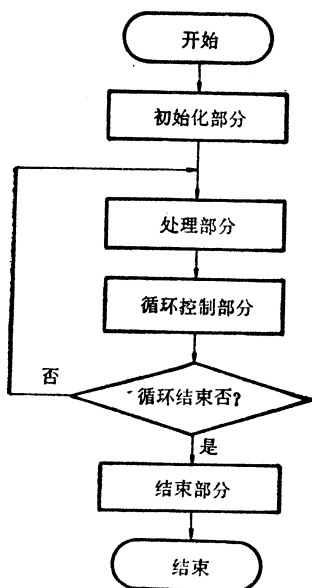 开始
初始化部分
处理部分
循环控制部分
否
循环结束否?
是
结束部分
结束